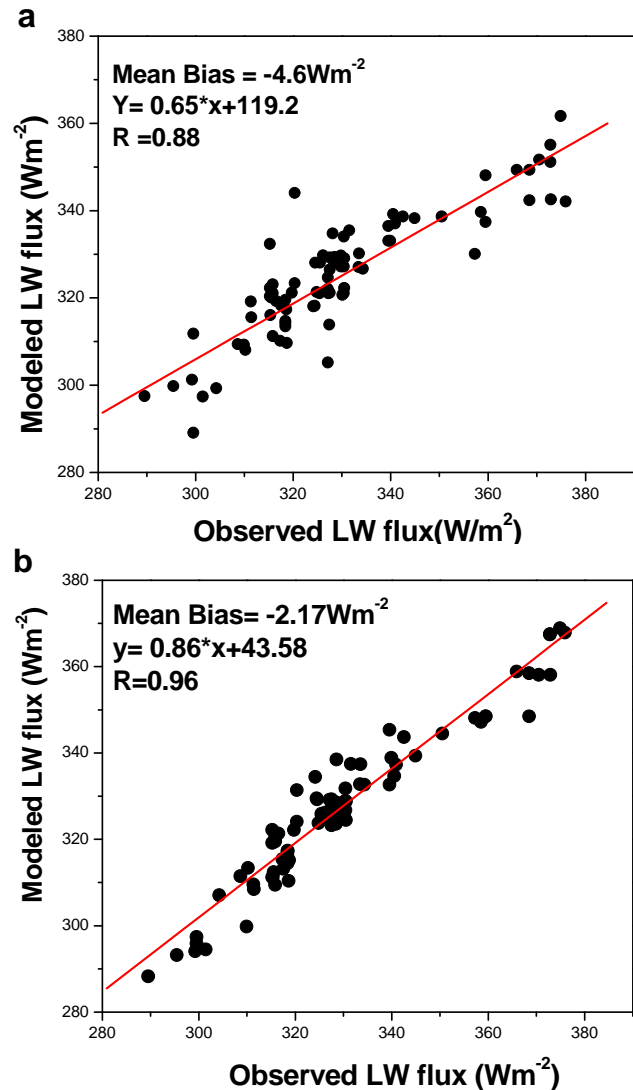 a
380
Mean Bias = -4.6Wm⁻²
Y= 0.65*x+119.2
R =0.88
360
340
320
300
280
Modeled LW flux (Wm⁻²)
280 300 320 340 360 380
Observed LW flux(W/m²)
b
380
Mean Bias= -2.17Wm⁻²
y= 0.86*x+43.58
R=0.96
360
340
320
300
280
Modeled LW flux (Wm⁻²)
280 300 320 340 360 380
Observed LW flux (Wm⁻²)